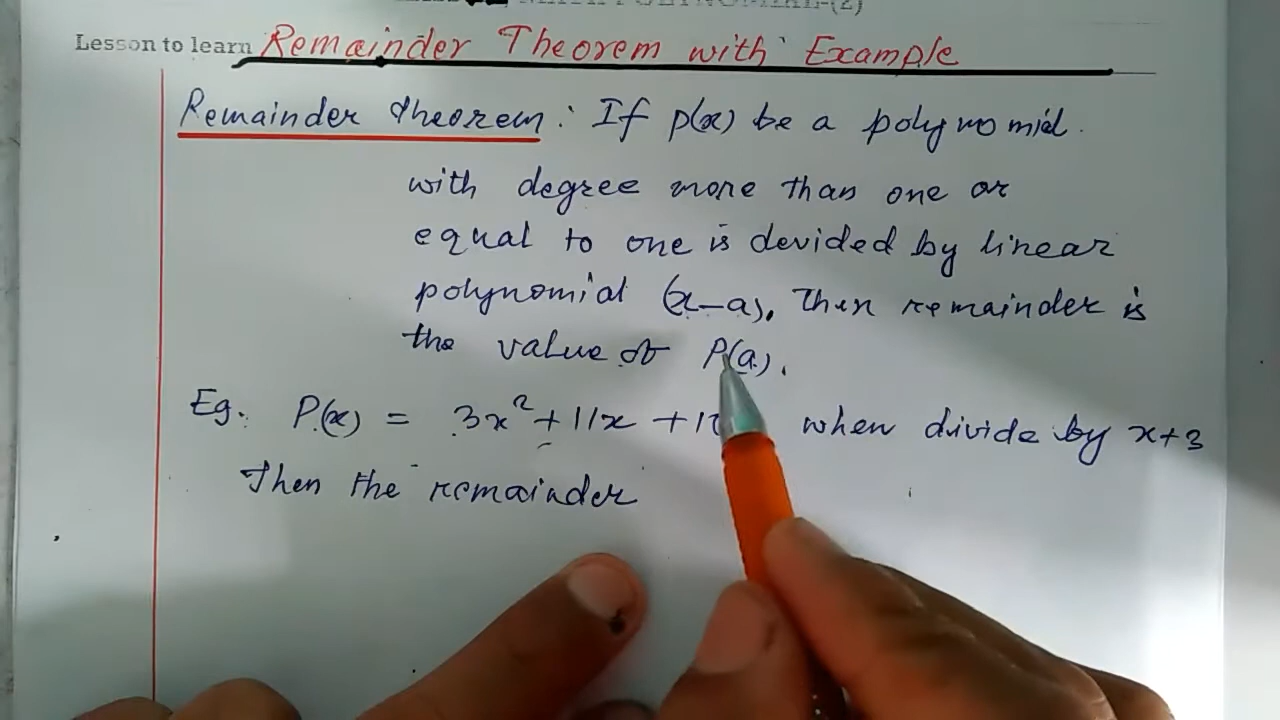 Lesson to learn Remainder Theorem with Example
Remainder theorem: If p(x) be a polynomial.
with degree more than one or
equal to one is devided by linear
polynomial (x-a), Then remainder is
the value of P(a).
Eg. P(x) = 3x²+11x + when divide by x+3
Then the remainder